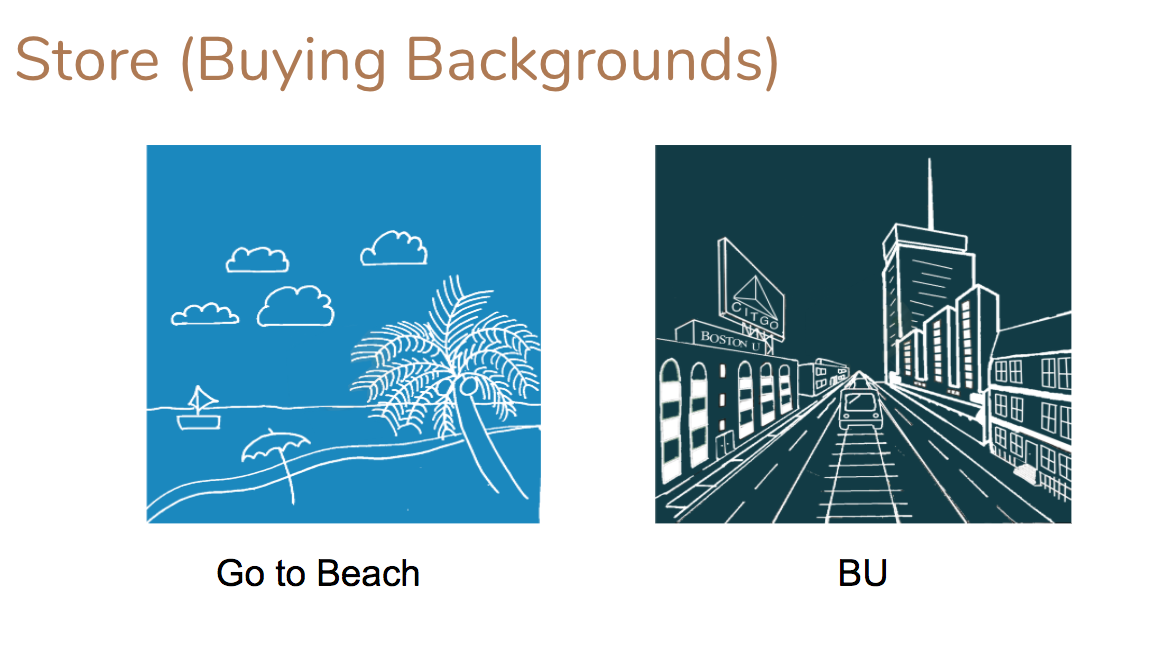 Store (Buying Backgrounds)
CITGO
BOSTON U
Go to Beach
BU